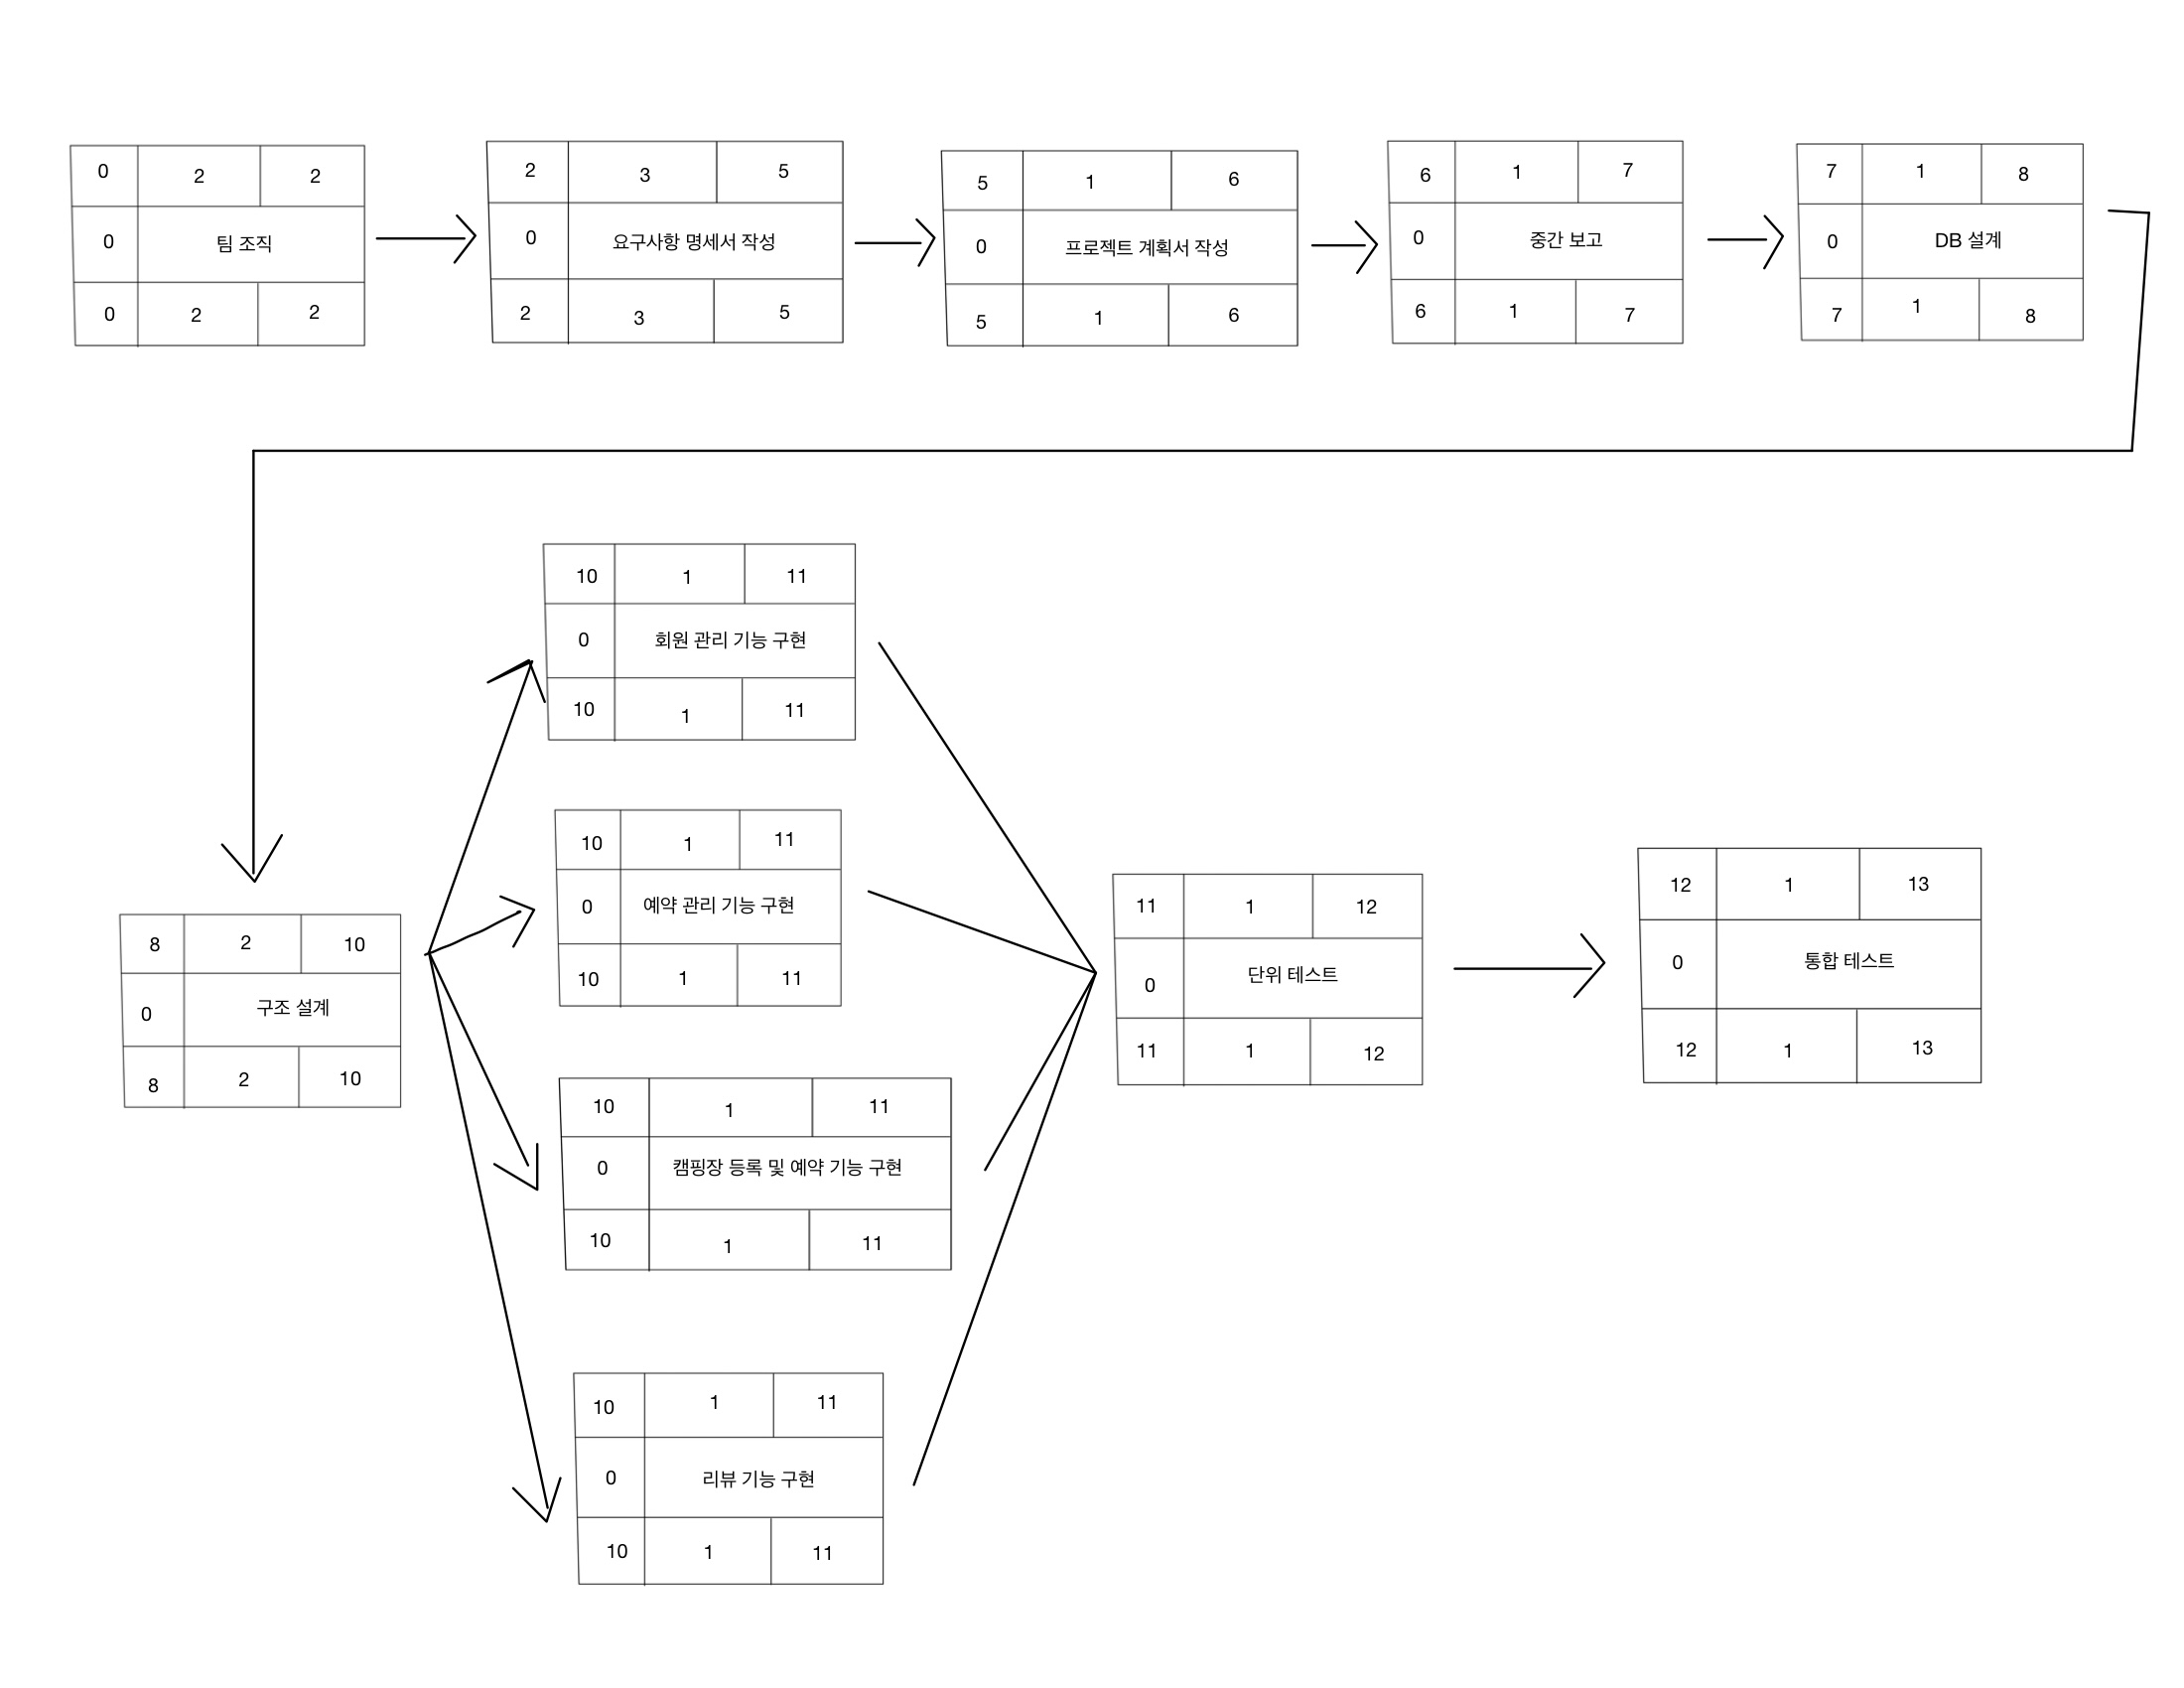 0 2 2
0 팀 조직
0 2 2
2 3 5
0 요구사항 명세서 작성
2 3 5
5 1 6
0 프로젝트 계획서 작성
5 1 6
6 1 7
0 중간 보고
6 1 7
7 1 8
0 DB 설계
7 1 8
8 2 10
0 구조 설계
8 2 10
10 1 11
0 회원 관리 기능 구현
10 1 11
10 1 11
0 예약 관리 기능 구현
10 1 11
10 1 11
0 캠핑장 등록 및 예약 기능 구현
10 1 11
10 1 11
0 리뷰 기능 구현
10 1 11
11 1 12
0 단위 테스트
11 1 12
12 1 13
0 통합 테스트
12 1 13